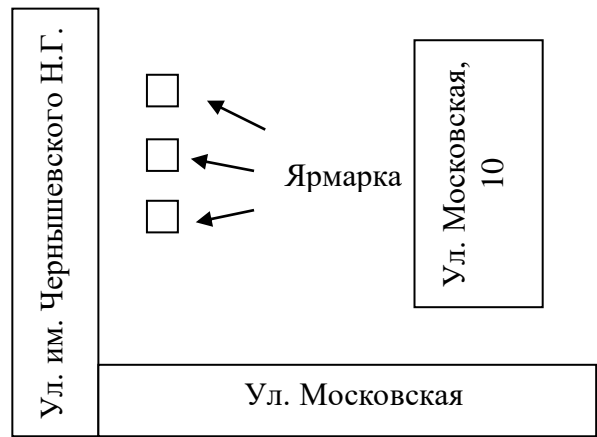 Ул. им. Чернышевского Н.Г.
Ярмарка
Ул. Московская,
10
Ул. Московская